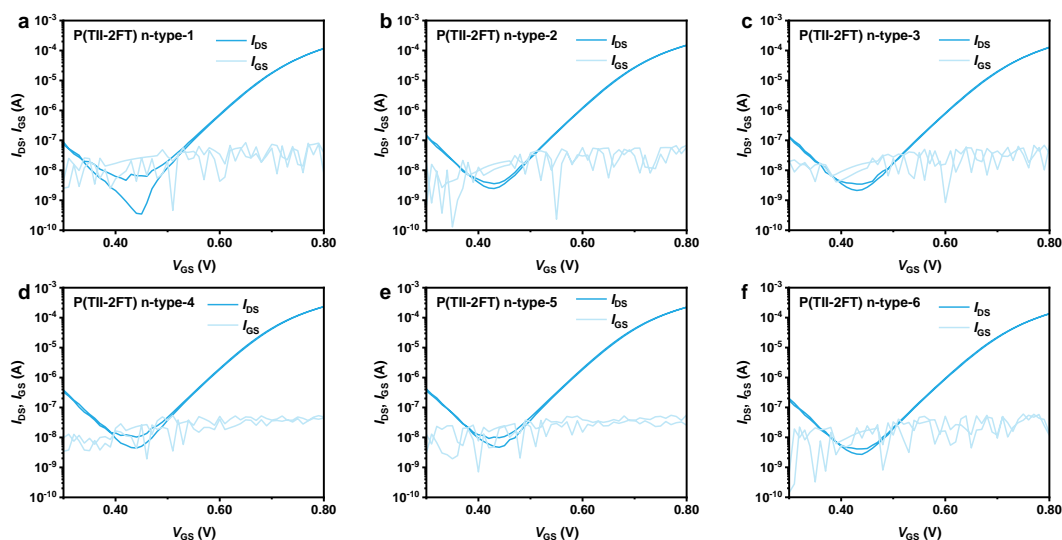 a
P(TII-2FT) n-type-1
I_DS
I_GS
10^-3
10^-4
10^-5
10^-6
10^-7
10^-8
10^-9
10^-10
I_DS, I_GS (A)
0.40
0.60
0.80
V_GS (V)
b
P(TII-2FT) n-type-2
I_DS
I_GS
10^-3
10^-4
10^-5
10^-6
10^-7
10^-8
10^-9
10^-10
I_DS, I_GS (A)
0.40
0.60
0.80
V_GS (V)
c
P(TII-2FT) n-type-3
I_DS
I_GS
10^-3
10^-4
10^-5
10^-6
10^-7
10^-8
10^-9
10^-10
I_DS, I_GS (A)
0.40
0.60
0.80
V_GS (V)
d
P(TII-2FT) n-type-4
I_DS
I_GS
10^-3
10^-4
10^-5
10^-6
10^-7
10^-8
10^-9
10^-10
I_DS, I_GS (A)
0.40
0.60
0.80
V_GS (V)
e
P(TII-2FT) n-type-5
I_DS
I_GS
10^-3
10^-4
10^-5
10^-6
10^-7
10^-8
10^-9
10^-10
I_DS, I_GS (A)
0.40
0.60
0.80
V_GS (V)
f
P(TII-2FT) n-type-6
I_DS
I_GS
10^-3
10^-4
10^-5
10^-6
10^-7
10^-8
10^-9
10^-10
I_DS, I_GS (A)
0.40
0.60
0.80
V_GS (V)